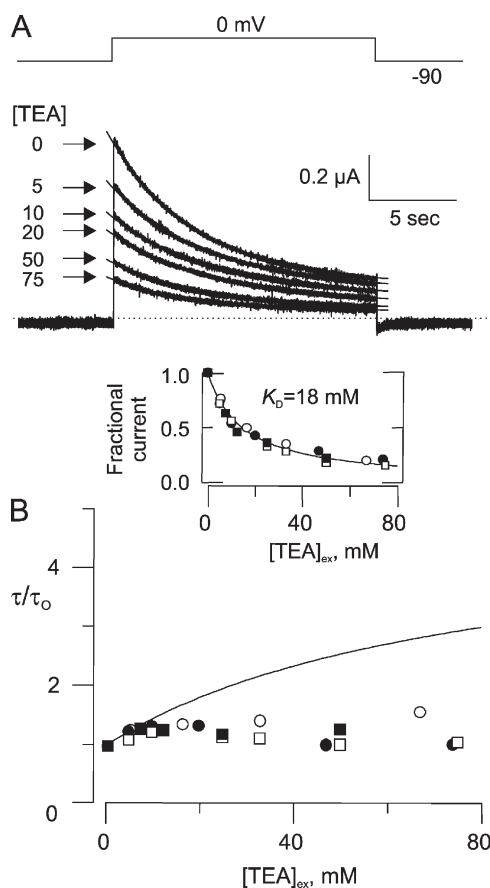 A
0 mV
-90
[TEA]
0
5
10
20
50
75
0.2 µA
5 sec
Fractional
current
1.0
0.5
0.0
K_D=18 mM
0 40 80
[TEA]ex, mM
B
τ/τo
4
2
0
0 40 80
[TEA]ex, mM